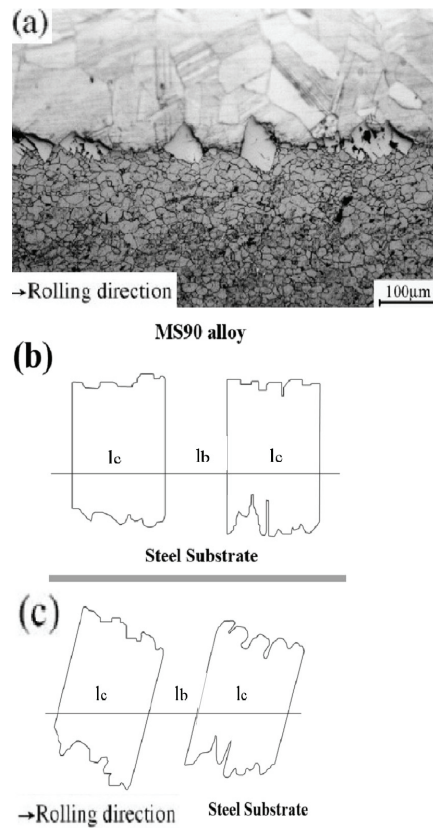 (a)
→Rolling direction
100μm
MS90 alloy
(b)
lc
lb
lc
Steel Substrate
(c)
lc
lb
lc
→Rolling direction
Steel Substrate